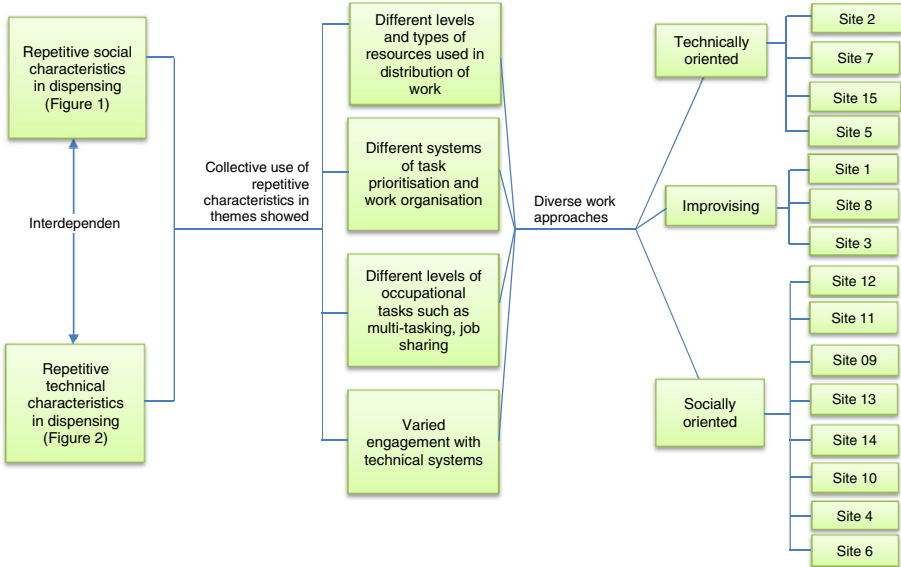 Repetitive social
characteristics
in dispensing
(Figure 1)
Interdependen
Repetitive
technical
characteristics
in dispensing
(Figure 2)
Collective use of
repetitive
characteristics in
themes showed
Different levels
and types of
resources used in
distribution of
work
Different systems
of task
prioritisation and
work organisation
Different levels of
occupational
tasks such as
multi-tasking, job
sharing
Varied
engagement with
technical systems
Diverse work
approaches
Technically
oriented
Improvising
Socially
oriented
Site 2
Site 7
Site 15
Site 5
Site 1
Site 8
Site 3
Site 12
Site 11
Site 09
Site 13
Site 14
Site 10
Site 4
Site 6